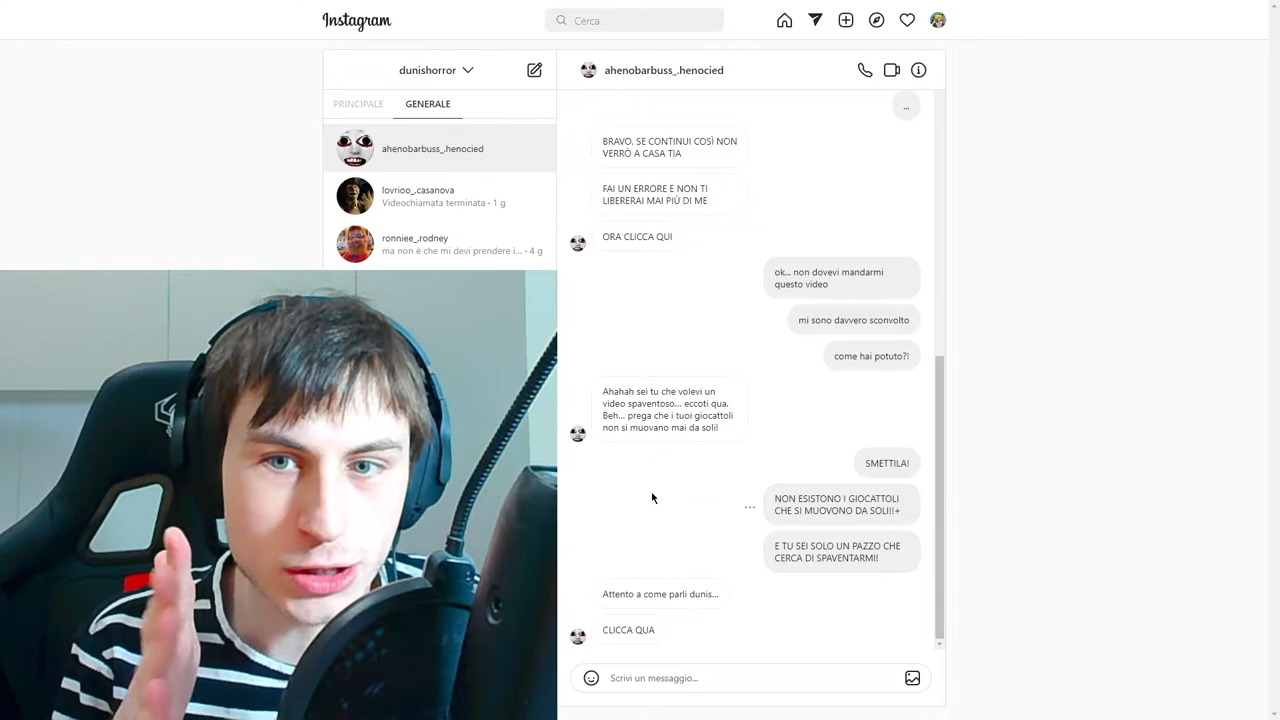 Instagram
Cerca
dunishorror
PRINCIPALE
GENERALE
ahenobarbuss_.henocied
lovrioo_.casanova
Videochiamata terminata - 1 g
ronniee_.rodney
ma non è che mi devi prendere i... - 4 g
ahenobarbuss_.henocied
...
BRAVO, SE CONTINUI COSÌ NON
VERRÒ A CASA TIA
FAI UN ERRORE E NON TI
LIBERERAI MAI PIÙ DI ME
ORA CLICCA QUI
ok... non dovevi mandarmi
questo video
mi sono davvero sconvolto
come hai potuto?!
Ahahah sei tu che volevi un
video spaventoso... eccoti qua.
Beh... prega che i tuoi giocattoli
non si muovano mai da soli!
SMETTILA!
NON ESISTONO I GIOCATTOLI
CHE SI MUOVONO DA SOLI!!+
E TU SEI SOLO UN PAZZO CHE
CERCA DI SPAVENTARMI!!
Attento a come parli dunis...
CLICCA QUA
Scrivi un messaggio...